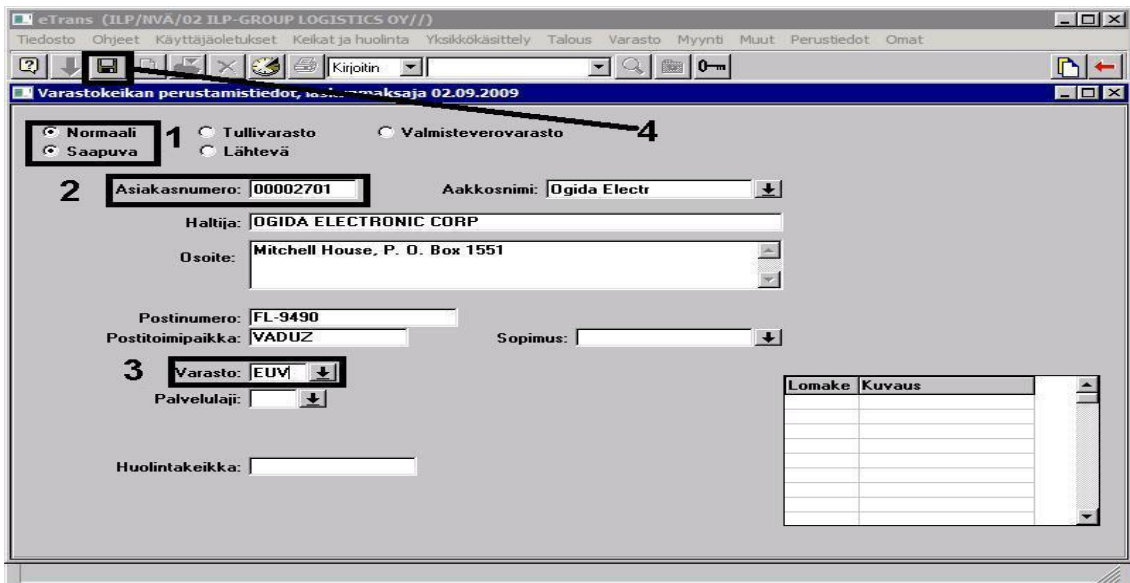 eTrans (ILP/NVÄ/02 ILP-GROUP LOGISTICS OY//)
Tiedosto Ohjeet Käyttäjäoletukset Keikat ja huolinta Yksikkökäsittely Talous Varasto Myynti Muut Perustiedot Omat
Kirjoitin
Varastokeikan perustamistiedot, laskunmaksaja 02.09.2009
Normaali 1 Tullivarasto Valmisteverovarasto 4
Saapuva Lähtevä
2 Asiakasnumero: 00002701 Aakkosnimi: Ogida Electr
Haltija: OGIDA ELECTRONIC CORP
Osoite: Mitchell House, P. O. Box 1551
Postinumero: FL-9490
Postitoimipaikka: VADUZ Sopimus:
3 Varasto: EUV
Lomake Kuvaus
Palvelulaji:
Huolintakeikka: